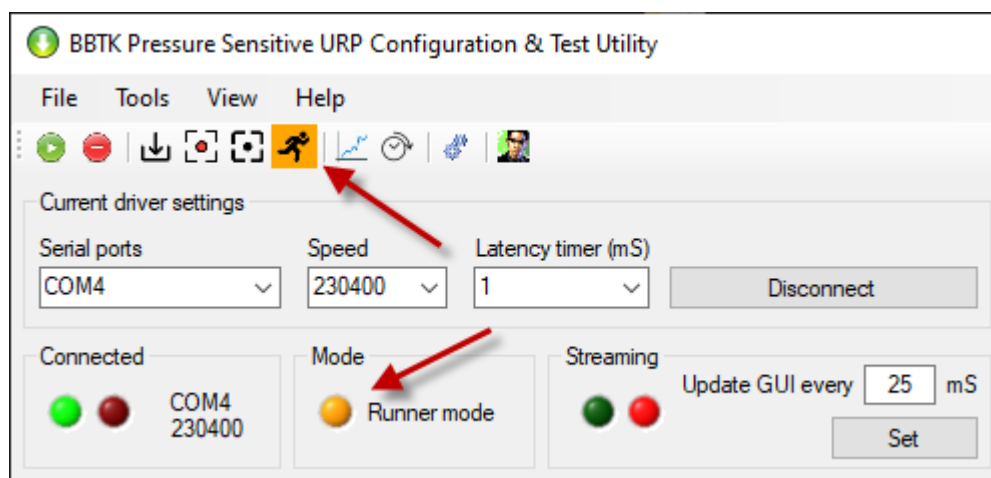 BBTK Pressure Sensitive URP Configuration & Test Utility
File Tools View Help
Current driver settings
Serial ports Speed Latency timer (mS)
COM4 230400 1 Disconnect
Connected Mode Streaming
Update GUI every 25 mS
COM4
230400
Runner mode
Set